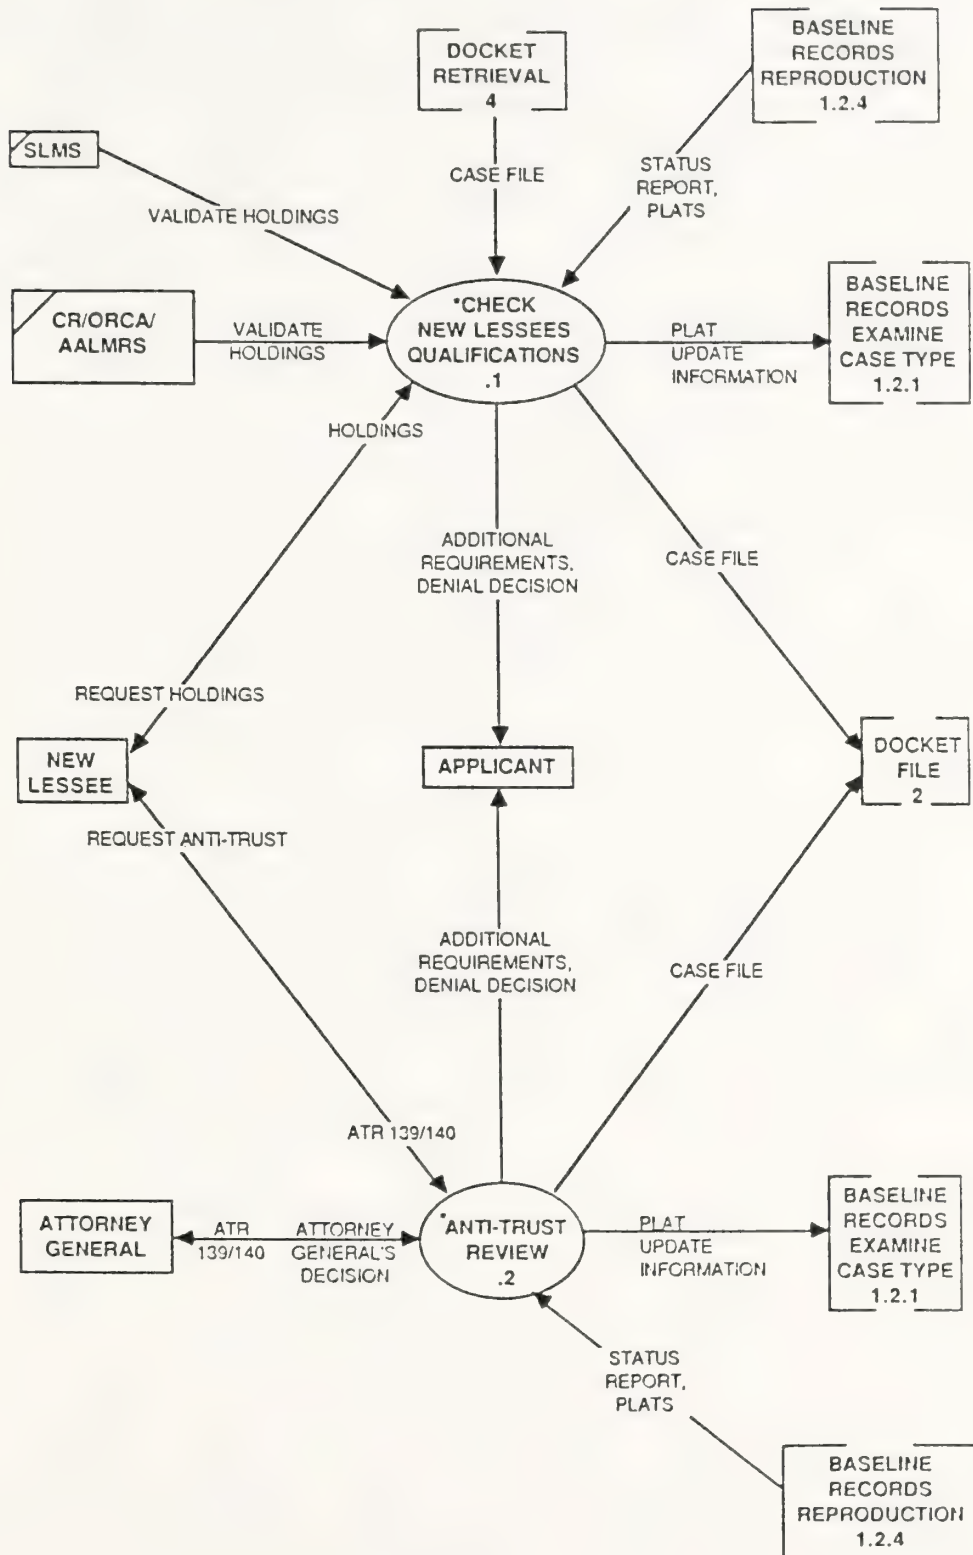 DOCKET
RETRIEVAL
4
BASELINE
RECORDS
REPRODUCTION
1.2.4
SLMS
CASE FILE
STATUS
REPORT,
PLATS
VALIDATE HOLDINGS
CR/ORCA/
AALMRS
VALIDATE
HOLDINGS
*CHECK
NEW LESSEES
QUALIFICATIONS
.1
PLAT
UPDATE
INFORMATION
BASELINE
RECORDS
EXAMINE
CASE TYPE
1.2.1
HOLDINGS
ADDITIONAL
REQUIREMENTS,
DENIAL DECISION
CASE FILE
REQUEST HOLDINGS
NEW
LESSEE
APPLICANT
DOCKET
FILE
2
REQUEST ANTI-TRUST
ADDITIONAL
REQUIREMENTS,
DENIAL DECISION
CASE FILE
ATR 139/140
ATTORNEY
GENERAL
ATR
139/140
ATTORNEY
GENERAL'S
DECISION
*ANTI-TRUST
REVIEW
.2
PLAT
UPDATE
INFORMATION
BASELINE
RECORDS
EXAMINE
CASE TYPE
1.2.1
STATUS
REPORT,
PLATS
BASELINE
RECORDS
REPRODUCTION
1.2.4